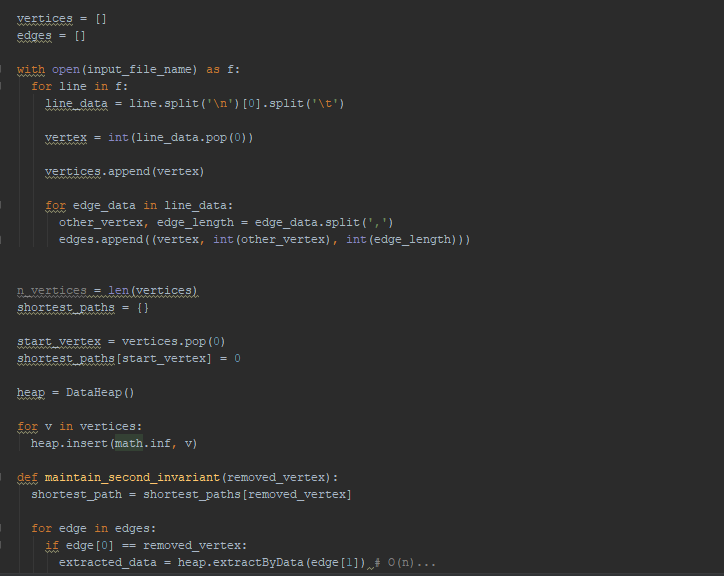 vertices = []
edges = []
with open(input_file_name) as f:
for line in f:
line_data = line.split('\n')[0].split('\t')
vertex = int(line_data.pop(0))
vertices.append(vertex)
for edge_data in line_data:
other_vertex, edge_length = edge_data.split(',')
edges.append((vertex, int(other_vertex), int(edge_length)))
n_vertices = len(vertices)
shortest_paths = {}
start_vertex = vertices.pop(0)
shortest_paths[start_vertex] = 0
heap = DataHeap()
for v in vertices:
heap.insert(math.inf, v)
def maintain_second_invariant(removed_vertex):
shortest_path = shortest_paths[removed_vertex]
for edge in edges:
if edge[0] == removed_vertex:
extracted_data = heap.extractByData(edge[1]) # O(n)...